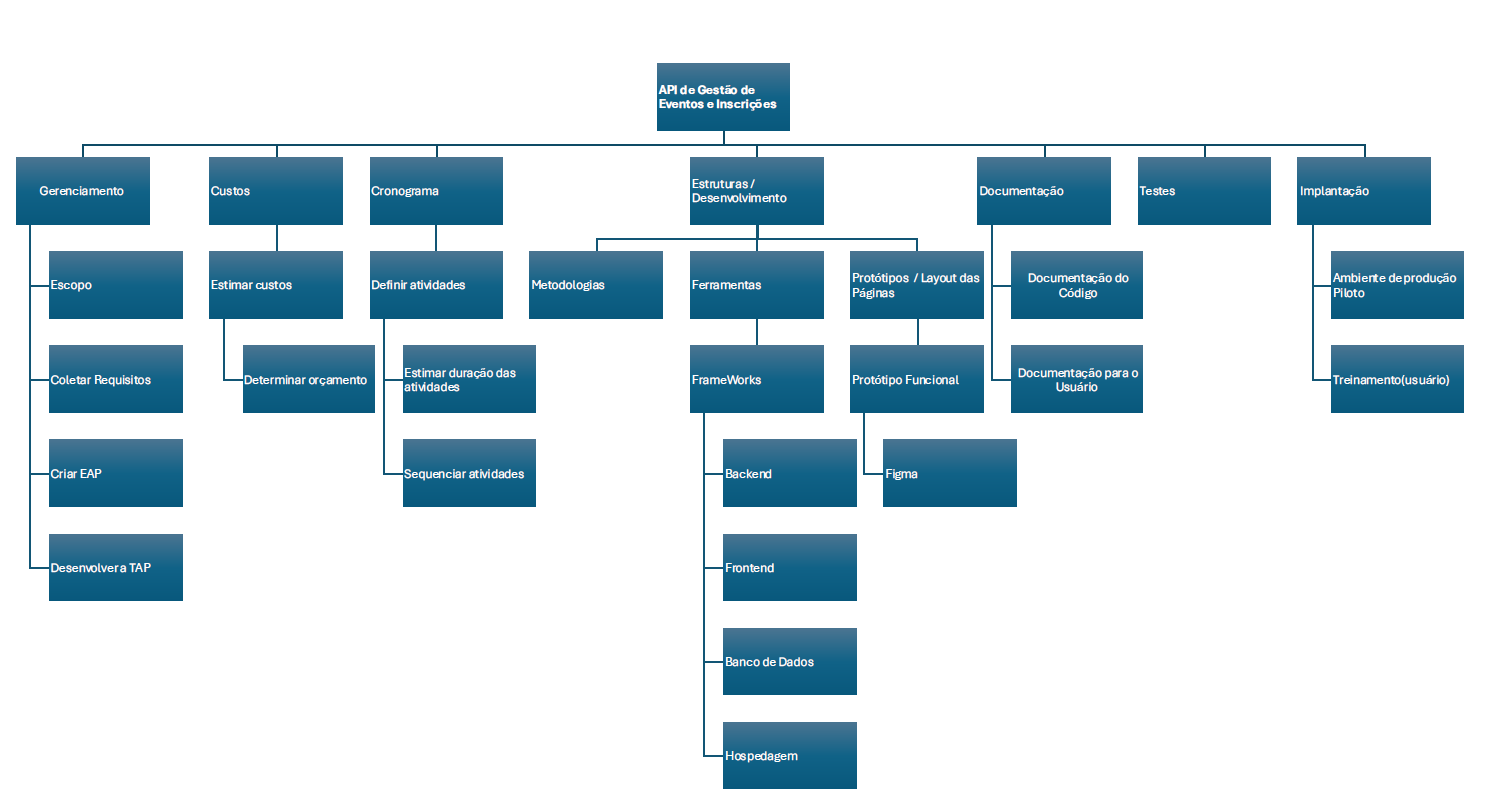 API de Gestão de
Eventos e Inscrições
Gerenciamento
Custos
Cronograma
Estruturas /
Desenvolvimento
Documentação
Testes
Implantação
Escopo
Estimar custos
Definir atividades
Metodologias
Ferramentas
Protótipos / Layout das
Páginas
Documentação do
Código
Ambiente de produção
Piloto
Coletar Requisitos
Determinar orçamento
Estimar duração das
atividades
FrameWorks
Protótipo Funcional
Documentação para o
Usuário
Treinamento(usuário)
Criar EAP
Sequenciar atividades
Backend
Figma
Desenvolver a TAP
Frontend
Banco de Dados
Hospedagem